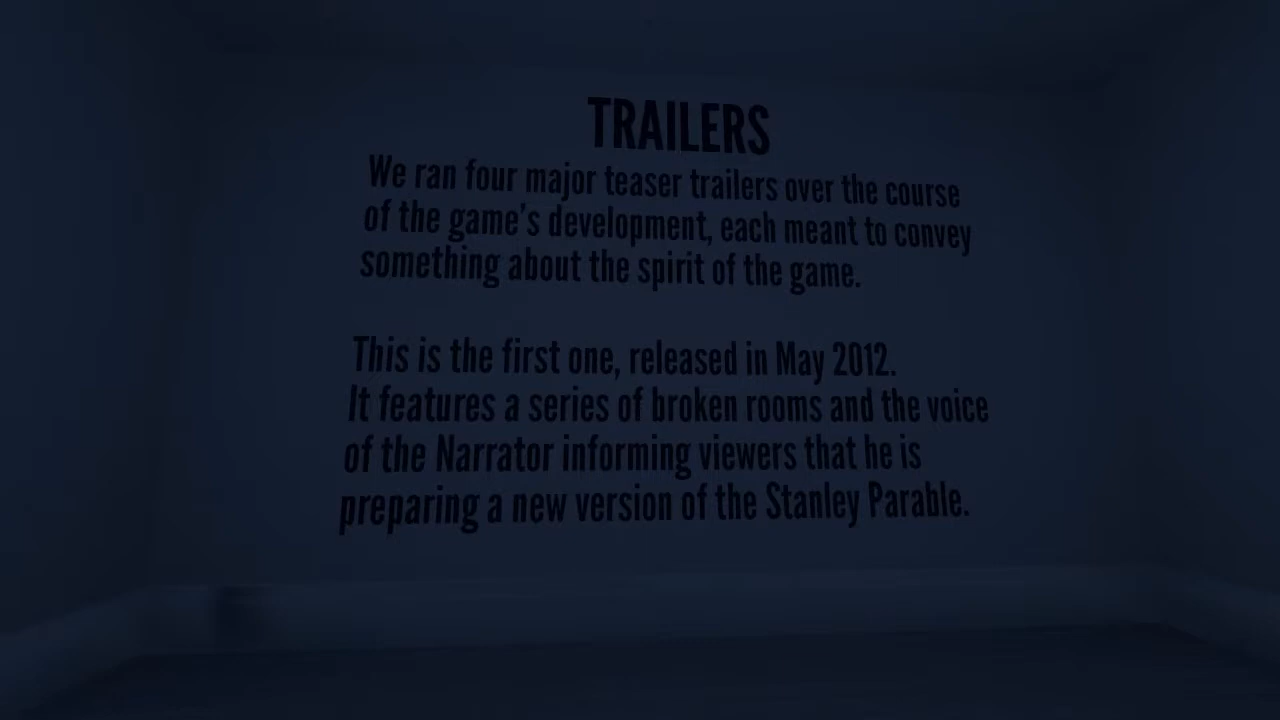 TRAILERS
We ran four major teaser trailers over the course
of the game's development, each meant to convey
something about the spirit of the game.
This is the first one, released in May 2012.
It features a series of broken rooms and the voice
of the Narrator informing viewers that he is
preparing a new version of the Stanley Parable.